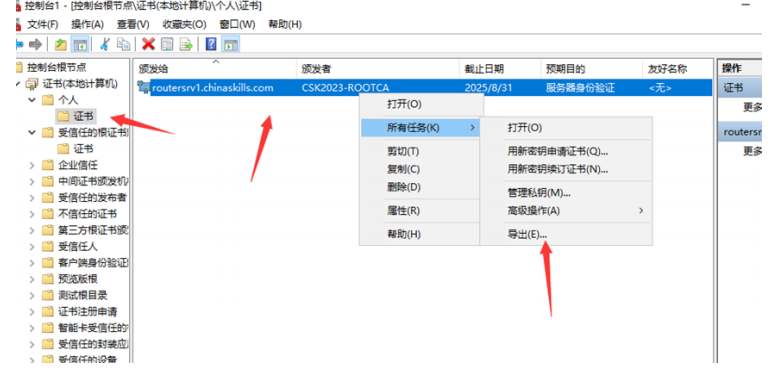 控制台1 - [控制台根节点\证书(本地计算机)\个人\证书]
文件(F) 操作(A) 查看(V) 收藏夹(O) 窗口(W) 帮助(H)
控制台根节点
证书(本地计算机)
个人
证书
受信任的根证书
证书
企业信任
中间证书颁发机
受信任的发布者
不信任的证书
第三方根证书颁
受信任人
客户端身份验证
预览版根
测试根目录
证书注册申请
智能卡受信任的
受信任的封装应
受信任的设备
颁发给 颁发者 截止日期 预期目的 友好名称
routersrv1.chinaskills.com CSK2023-ROOTCA 2025/8/31 服务器身份验证 <无>
打开(O)
所有任务(K)
剪切(T)
复制(C)
删除(D)
属性(R)
帮助(H)
打开(O)
用新密钥申请证书(Q)...
用新密钥续订证书(N)...
管理私钥(M)...
高级操作(A)
导出(E)...
操作
证书
更多
routersr
更多